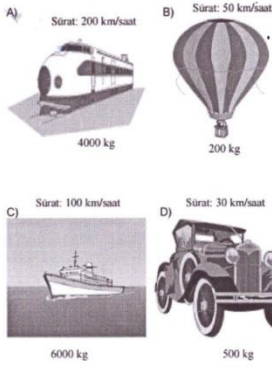 A) Sürat: 200 km/saat
4000 kg
B) Sürat: 50 km/saat
200 kg
C) Sürat: 100 km/saat
6000 kg
D) Sürat: 30 km/saat
500 kg